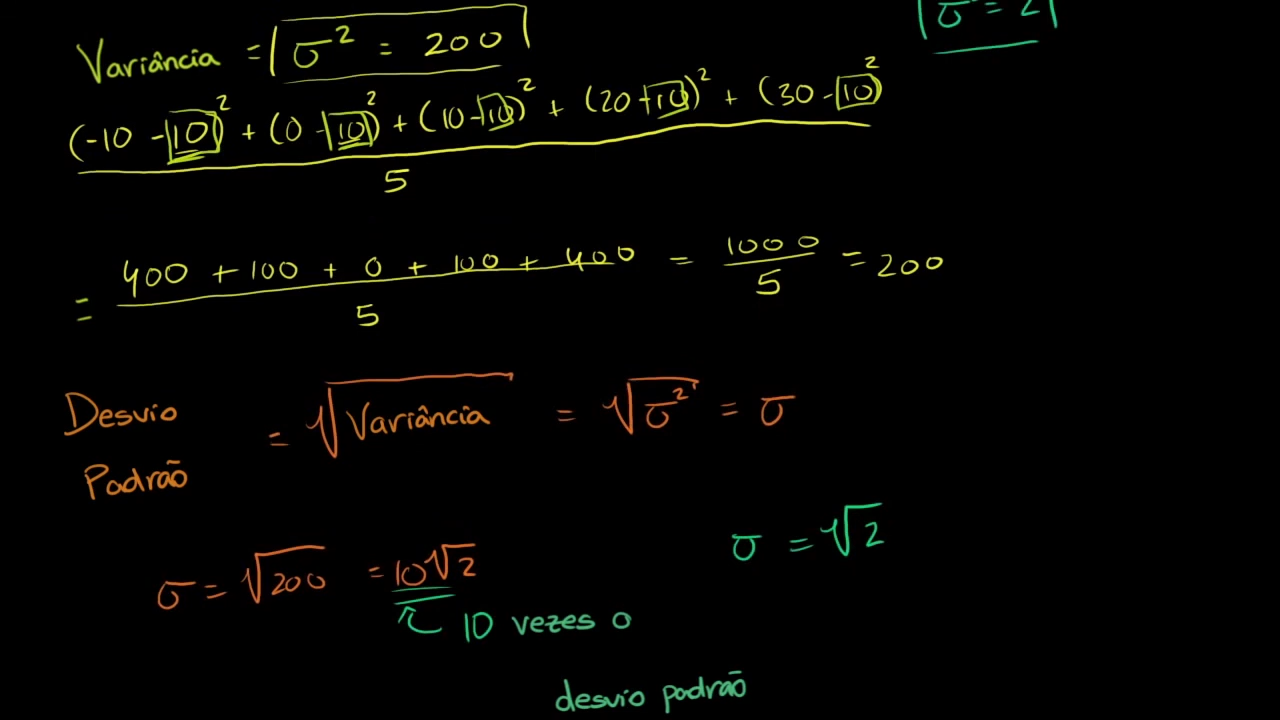 Variância = σ² = 200
σ² = 2
(-10 - 10)² + (0 - 10)² + (10 - 10)² + (20 - 10)² + (30 - 10)²
5
= 400 + 100 + 0 + 100 + 400 = 1000 = 200
5 5
Desvio = √Variância = √σ² = σ
Padrão
σ = √200 = 10√2
σ = √2
10 vezes o
desvio padrão